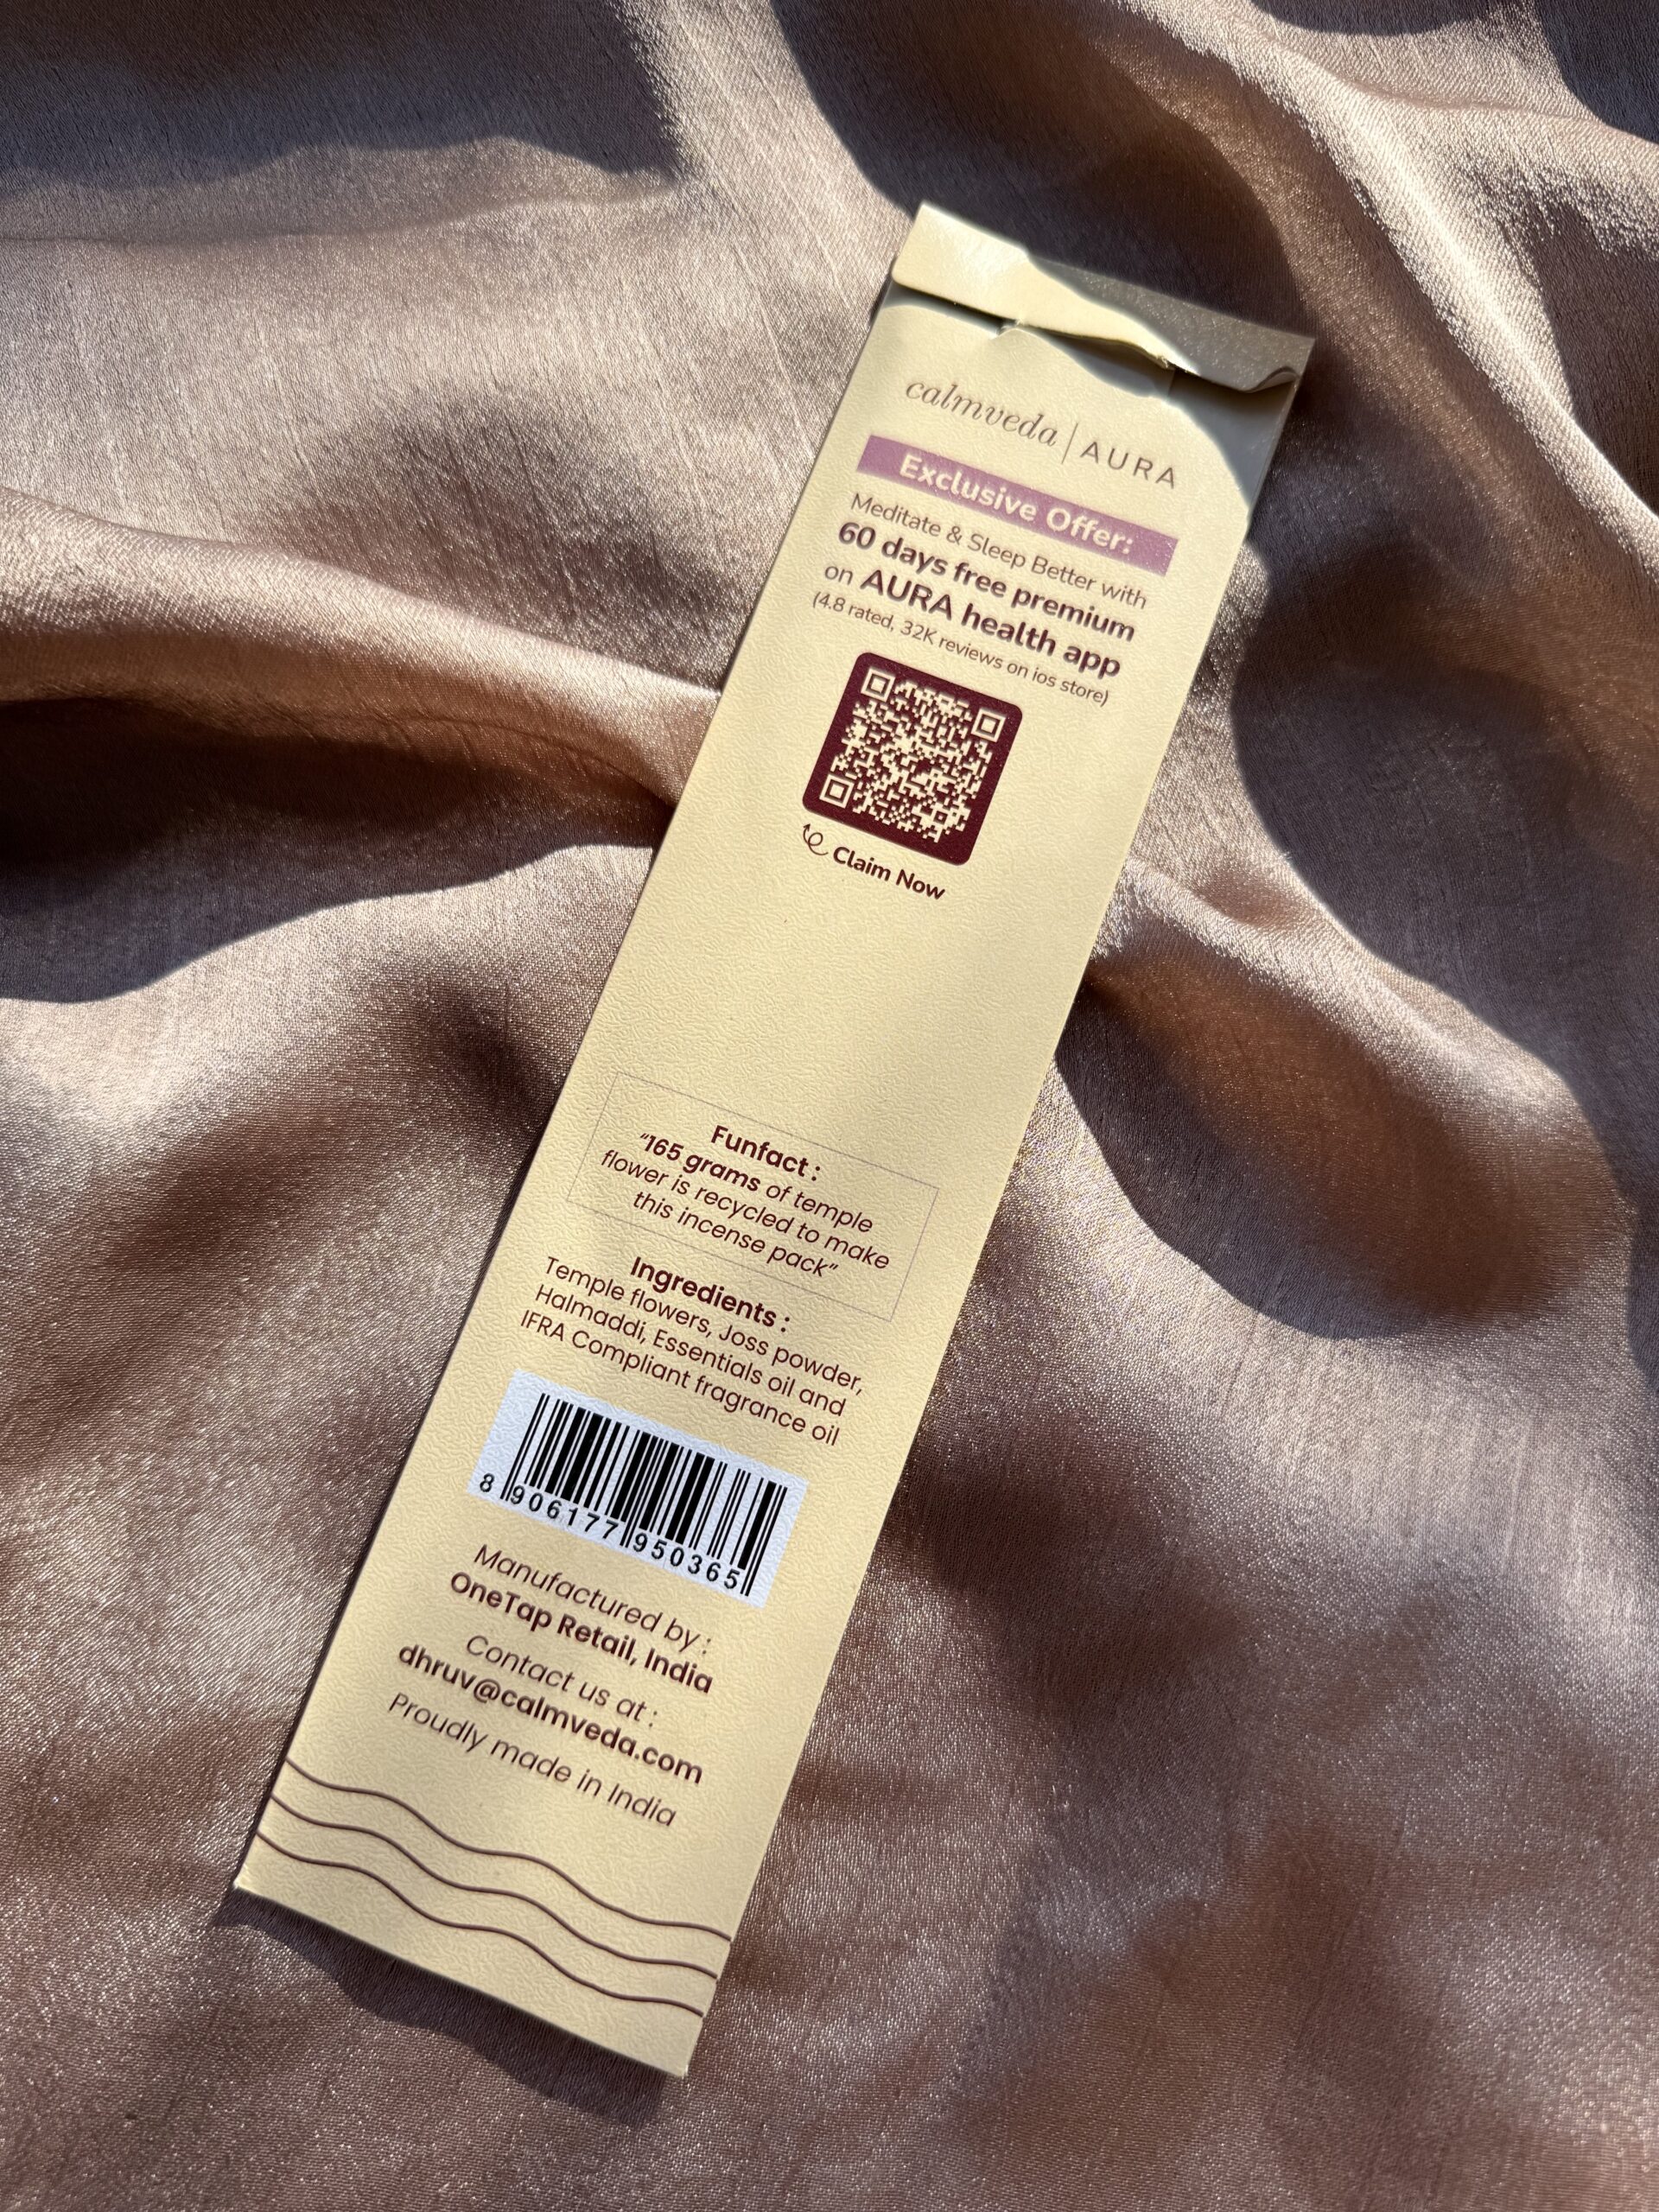 calmveda | AURA
Exclusive Offer:
Meditate & Sleep Better with
60 days free premium
on AURA health app
(4.8 rated, 32K reviews on ios store)
Claim Now
Funfact :
"165 grams of temple
flower is recycled to make
this incense pack"
Ingredients :
Temple flowers, Joss powder,
Halmaddi, Essentials oil and
IFRA Compliant fragrance oil
8 906177 950365
Manufactured by :
OneTap Retail, India
Contact us at :
dhruv@calmveda.com
Proudly made in India